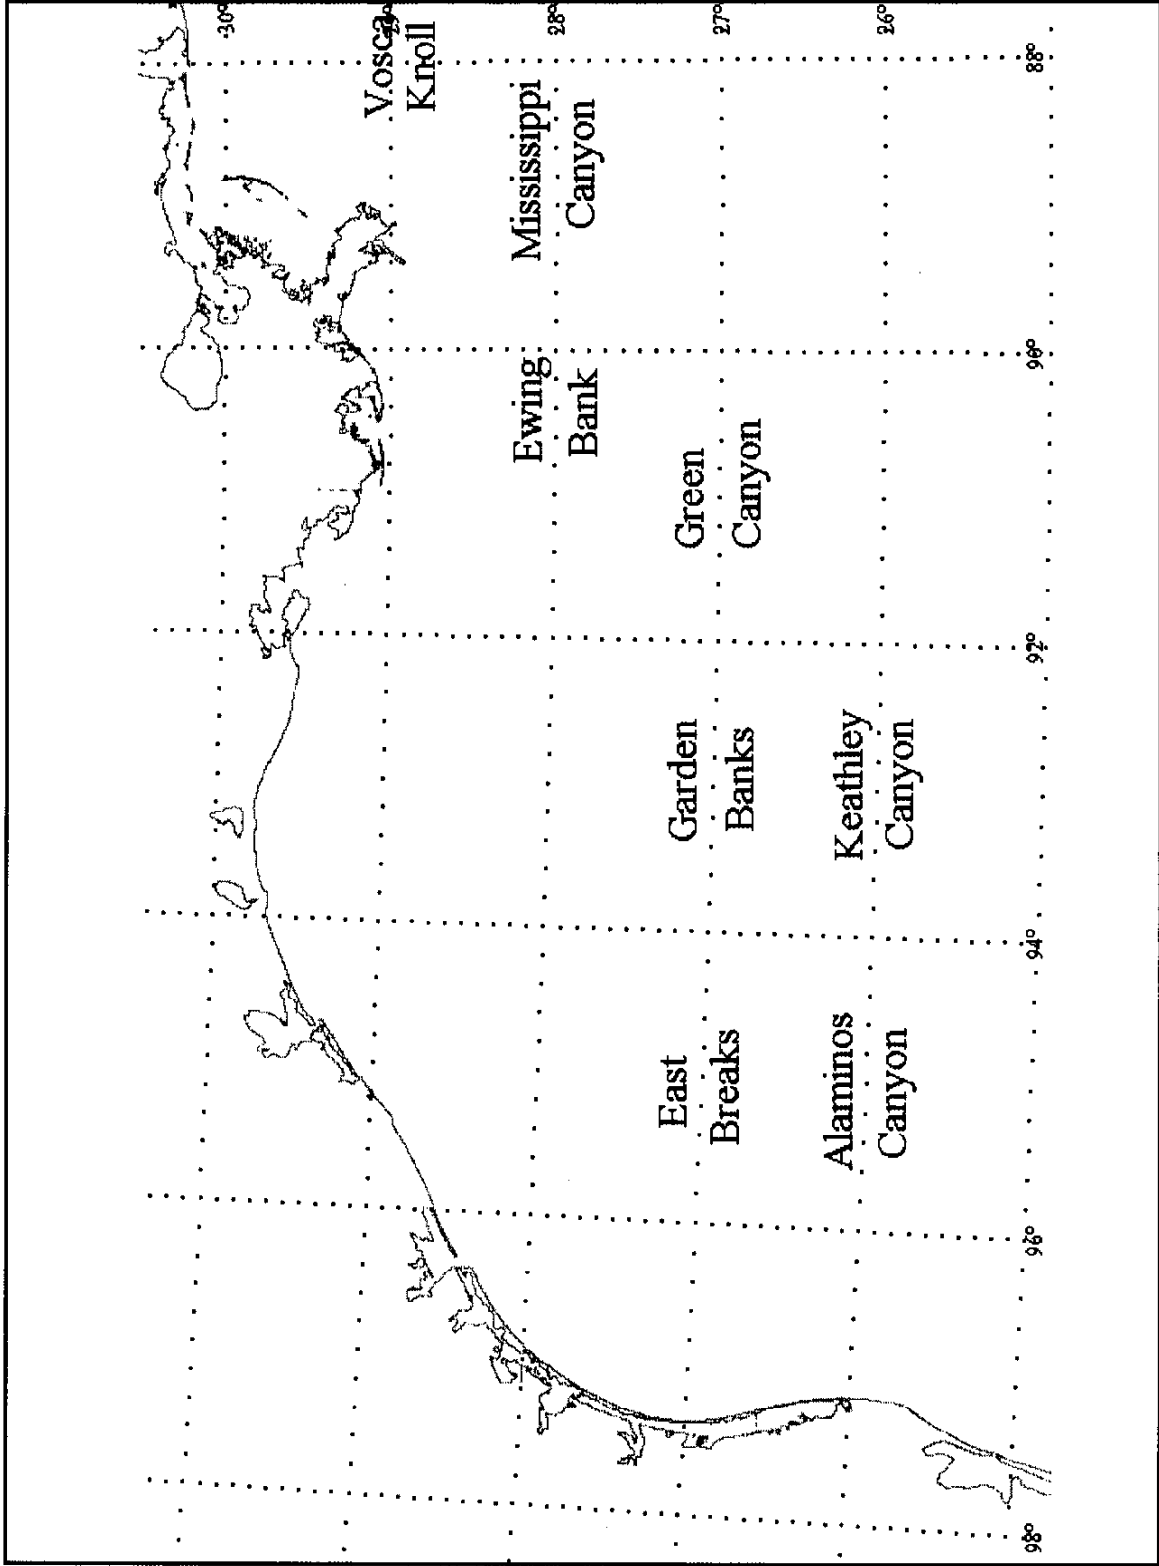 30°
29°
28°
27°
26°
Vosca
Knoll
Mississippi
Canyon
Ewing
Bank
Green
Canyon
Garden
Banks
Keathley
Canyon
East
Breaks
Alaminos
Canyon
98°
96°
94°
92°
90°
88°